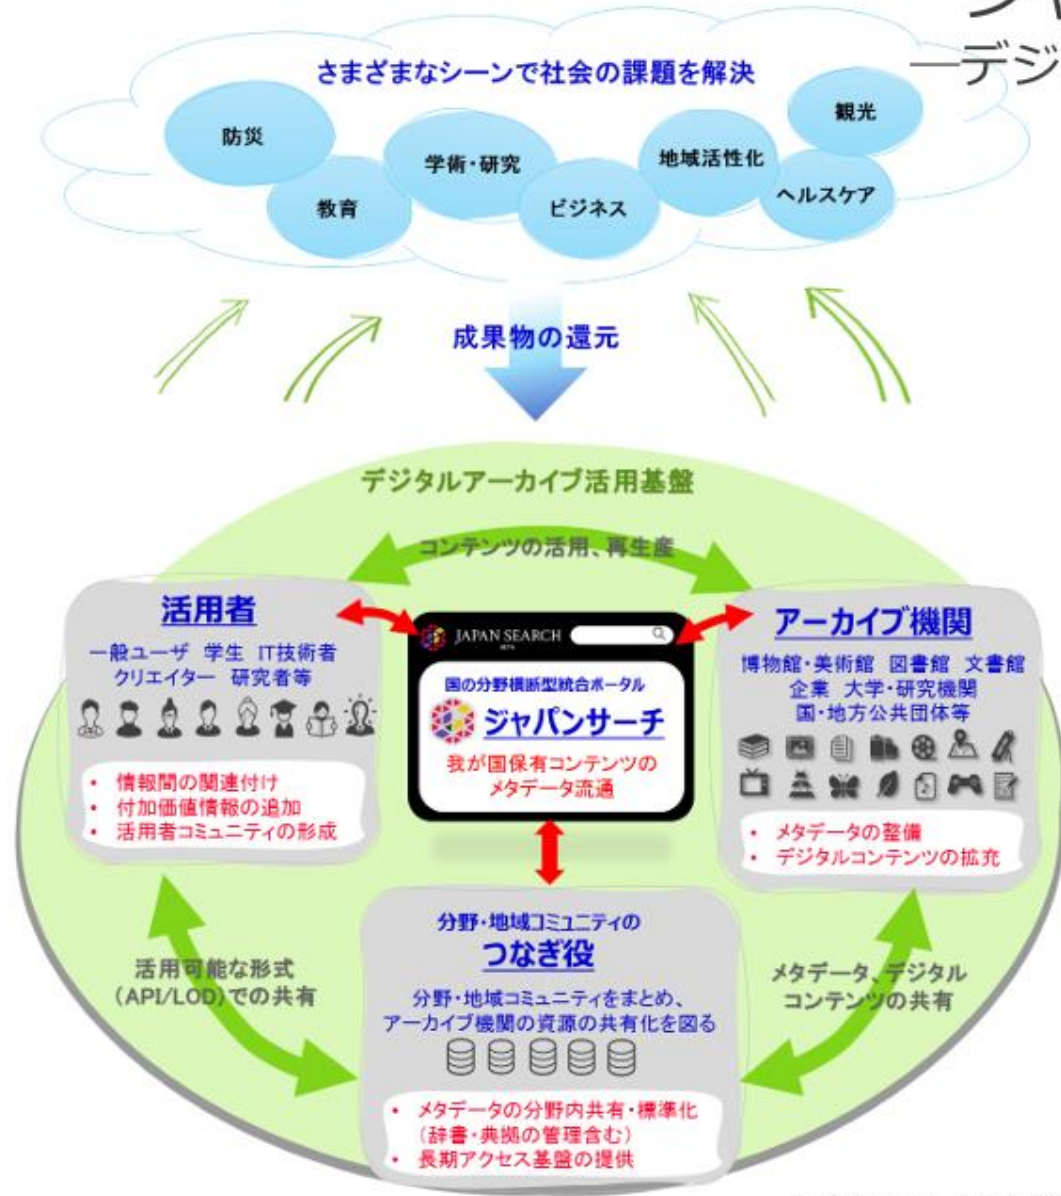 ―デジ
さまざまなシーンで社会の課題を解決
防災
教育
学術・研究
ビジネス
地域活性化
ヘルスケア
観光
成果物の還元
デジタルアーカイブ活用基盤
コンテンツの活用、再生産
活用者
一般ユーザ 学生 IT技術者
クリエイター 研究者等
• 情報間の関連付け
• 付加価値情報の追加
• 活用者コミュニティの形成
JAPAN SEARCH
BETA
国の分野横断型統合ポータル
ジャパンサーチ
我が国保有コンテンツの
メタデータ流通
アーカイブ機関
博物館・美術館 図書館 文書館
企業 大学・研究機関
国・地方公共団体等
• メタデータの整備
• デジタルコンテンツの拡充
活用可能な形式
(API/LOD)での共有
メタデータ、デジタル
コンテンツの共有
分野・地域コミュニティの
つなぎ役
分野・地域コミュニティをまとめ、
アーカイブ機関の資源の共有化を図る
• メタデータの分野内共有・標準化
(辞書・典拠の管理含む)
• 長期アクセス基盤の提供